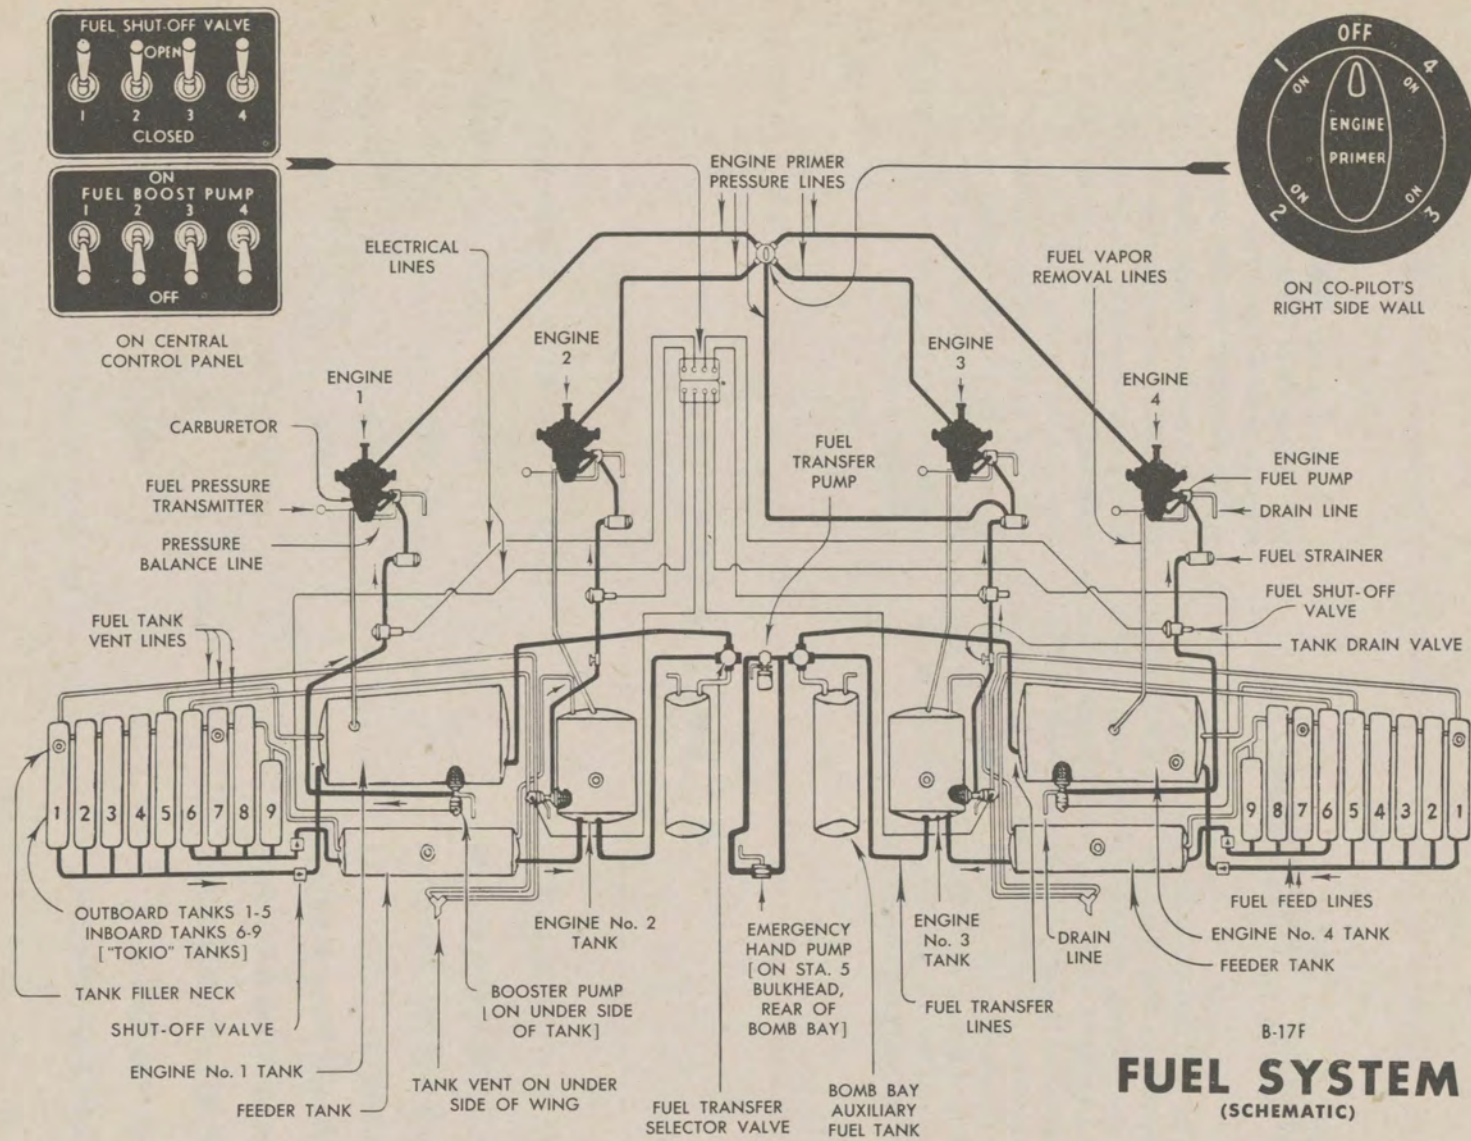 FUEL SHUT-OFF VALVE
OPEN
1 2 3 4
CLOSED
ON
FUEL BOOST PUMP
1 2 3 4
OFF
ON CENTRAL
CONTROL PANEL
OFF
1 4
ON ON
ENGINE
PRIMER
ON ON
2 3
ON CO-PILOT'S
RIGHT SIDE WALL
ENGINE PRIMER
PRESSURE LINES
ELECTRICAL
LINES
FUEL VAPOR
REMOVAL LINES
ENGINE
1
ENGINE
2
ENGINE
3
ENGINE
4
CARBURETOR
FUEL PRESSURE
TRANSMITTER
PRESSURE
BALANCE LINE
FUEL TANK
VENT LINES
FUEL
TRANSFER
PUMP
ENGINE
FUEL PUMP
DRAIN LINE
FUEL STRAINER
FUEL SHUT-OFF
VALVE
TANK DRAIN VALVE
1 2 3 4 5 6 7 8 9
9 8 7 6 5 4 3 2 1
OUTBOARD TANKS 1-5
INBOARD TANKS 6-9
["TOKIO" TANKS]
TANK FILLER NECK
SHUT-OFF VALVE
ENGINE No. 1 TANK
FEEDER TANK
TANK VENT ON UNDER
SIDE OF WING
BOOSTER PUMP
[ON UNDER SIDE
OF TANK]
ENGINE No. 2
TANK
FUEL TRANSFER
SELECTOR VALVE
EMERGENCY
HAND PUMP
[ON STA. 5
BULKHEAD,
REAR OF
BOMB BAY]
BOMB BAY
AUXILIARY
FUEL TANK
ENGINE
No. 3
TANK
FUEL TRANSFER
LINES
DRAIN
LINE
FUEL FEED LINES
ENGINE No. 4 TANK
FEEDER TANK
B-17F
FUEL SYSTEM
(SCHEMATIC)